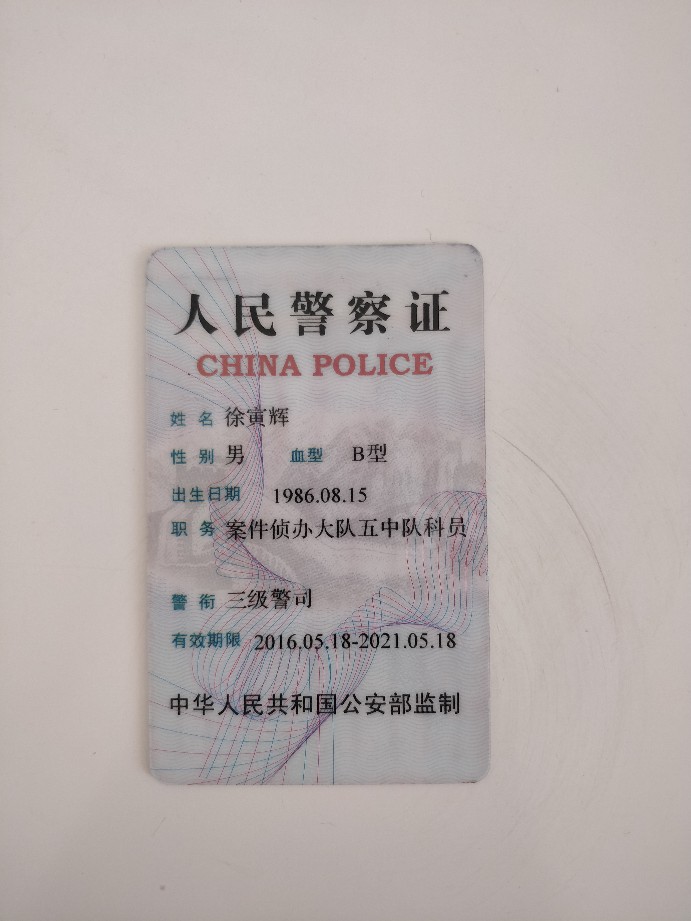 人民警察证
CHINA POLICE
姓名 徐寅辉
性别 男 血型 B型
出生日期 1986.08.15
职务 案件侦办大队五中队科员
警衔 三级警司
有效期限 2016.05.18-2021.05.18
中华人民共和国公安部监制